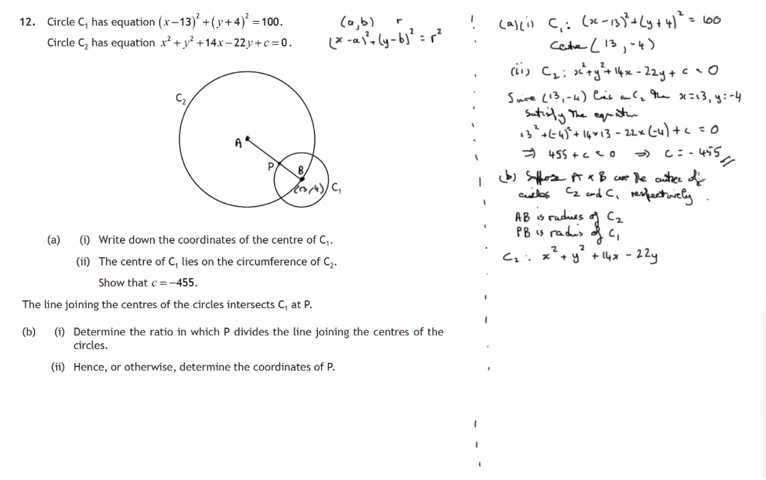 12. Circle C₁ has equation (x−13)²+(y+4)²=100.
Circle C₂ has equation x²+y²+14x−22y+c=0.
(a,b) r
(x-a)²+(y-b)²=r²
C₂
A
P
B
(13,-4)
C₁
(a) (i) Write down the coordinates of the centre of C₁.
(ii) The centre of C₁ lies on the circumference of C₂.
Show that c=−455.
The line joining the centres of the circles intersects C₁ at P.
(b) (i) Determine the ratio in which P divides the line joining the centres of the
circles.
(ii) Hence, or otherwise, determine the coordinates of P.
(a)(i) C₁: (x-13)²+(y+4)² = 100
(13,-4)
(ii) C₂: x²+y²+14x-22y+c=0
Since (13,-4) lies on C₂ then x=13, y=-4
satisfy the equation
13²+(-4)²+14×13-22×(-4)+c=0
⇒ 455+c=0 ⇒ c=-455
(b) Suppose A & B are the centres of
circles C₂ and C₁ respectively.
AB is radius of C₂
PB is radius of C₁
C₂: x²+y²+14x-22y